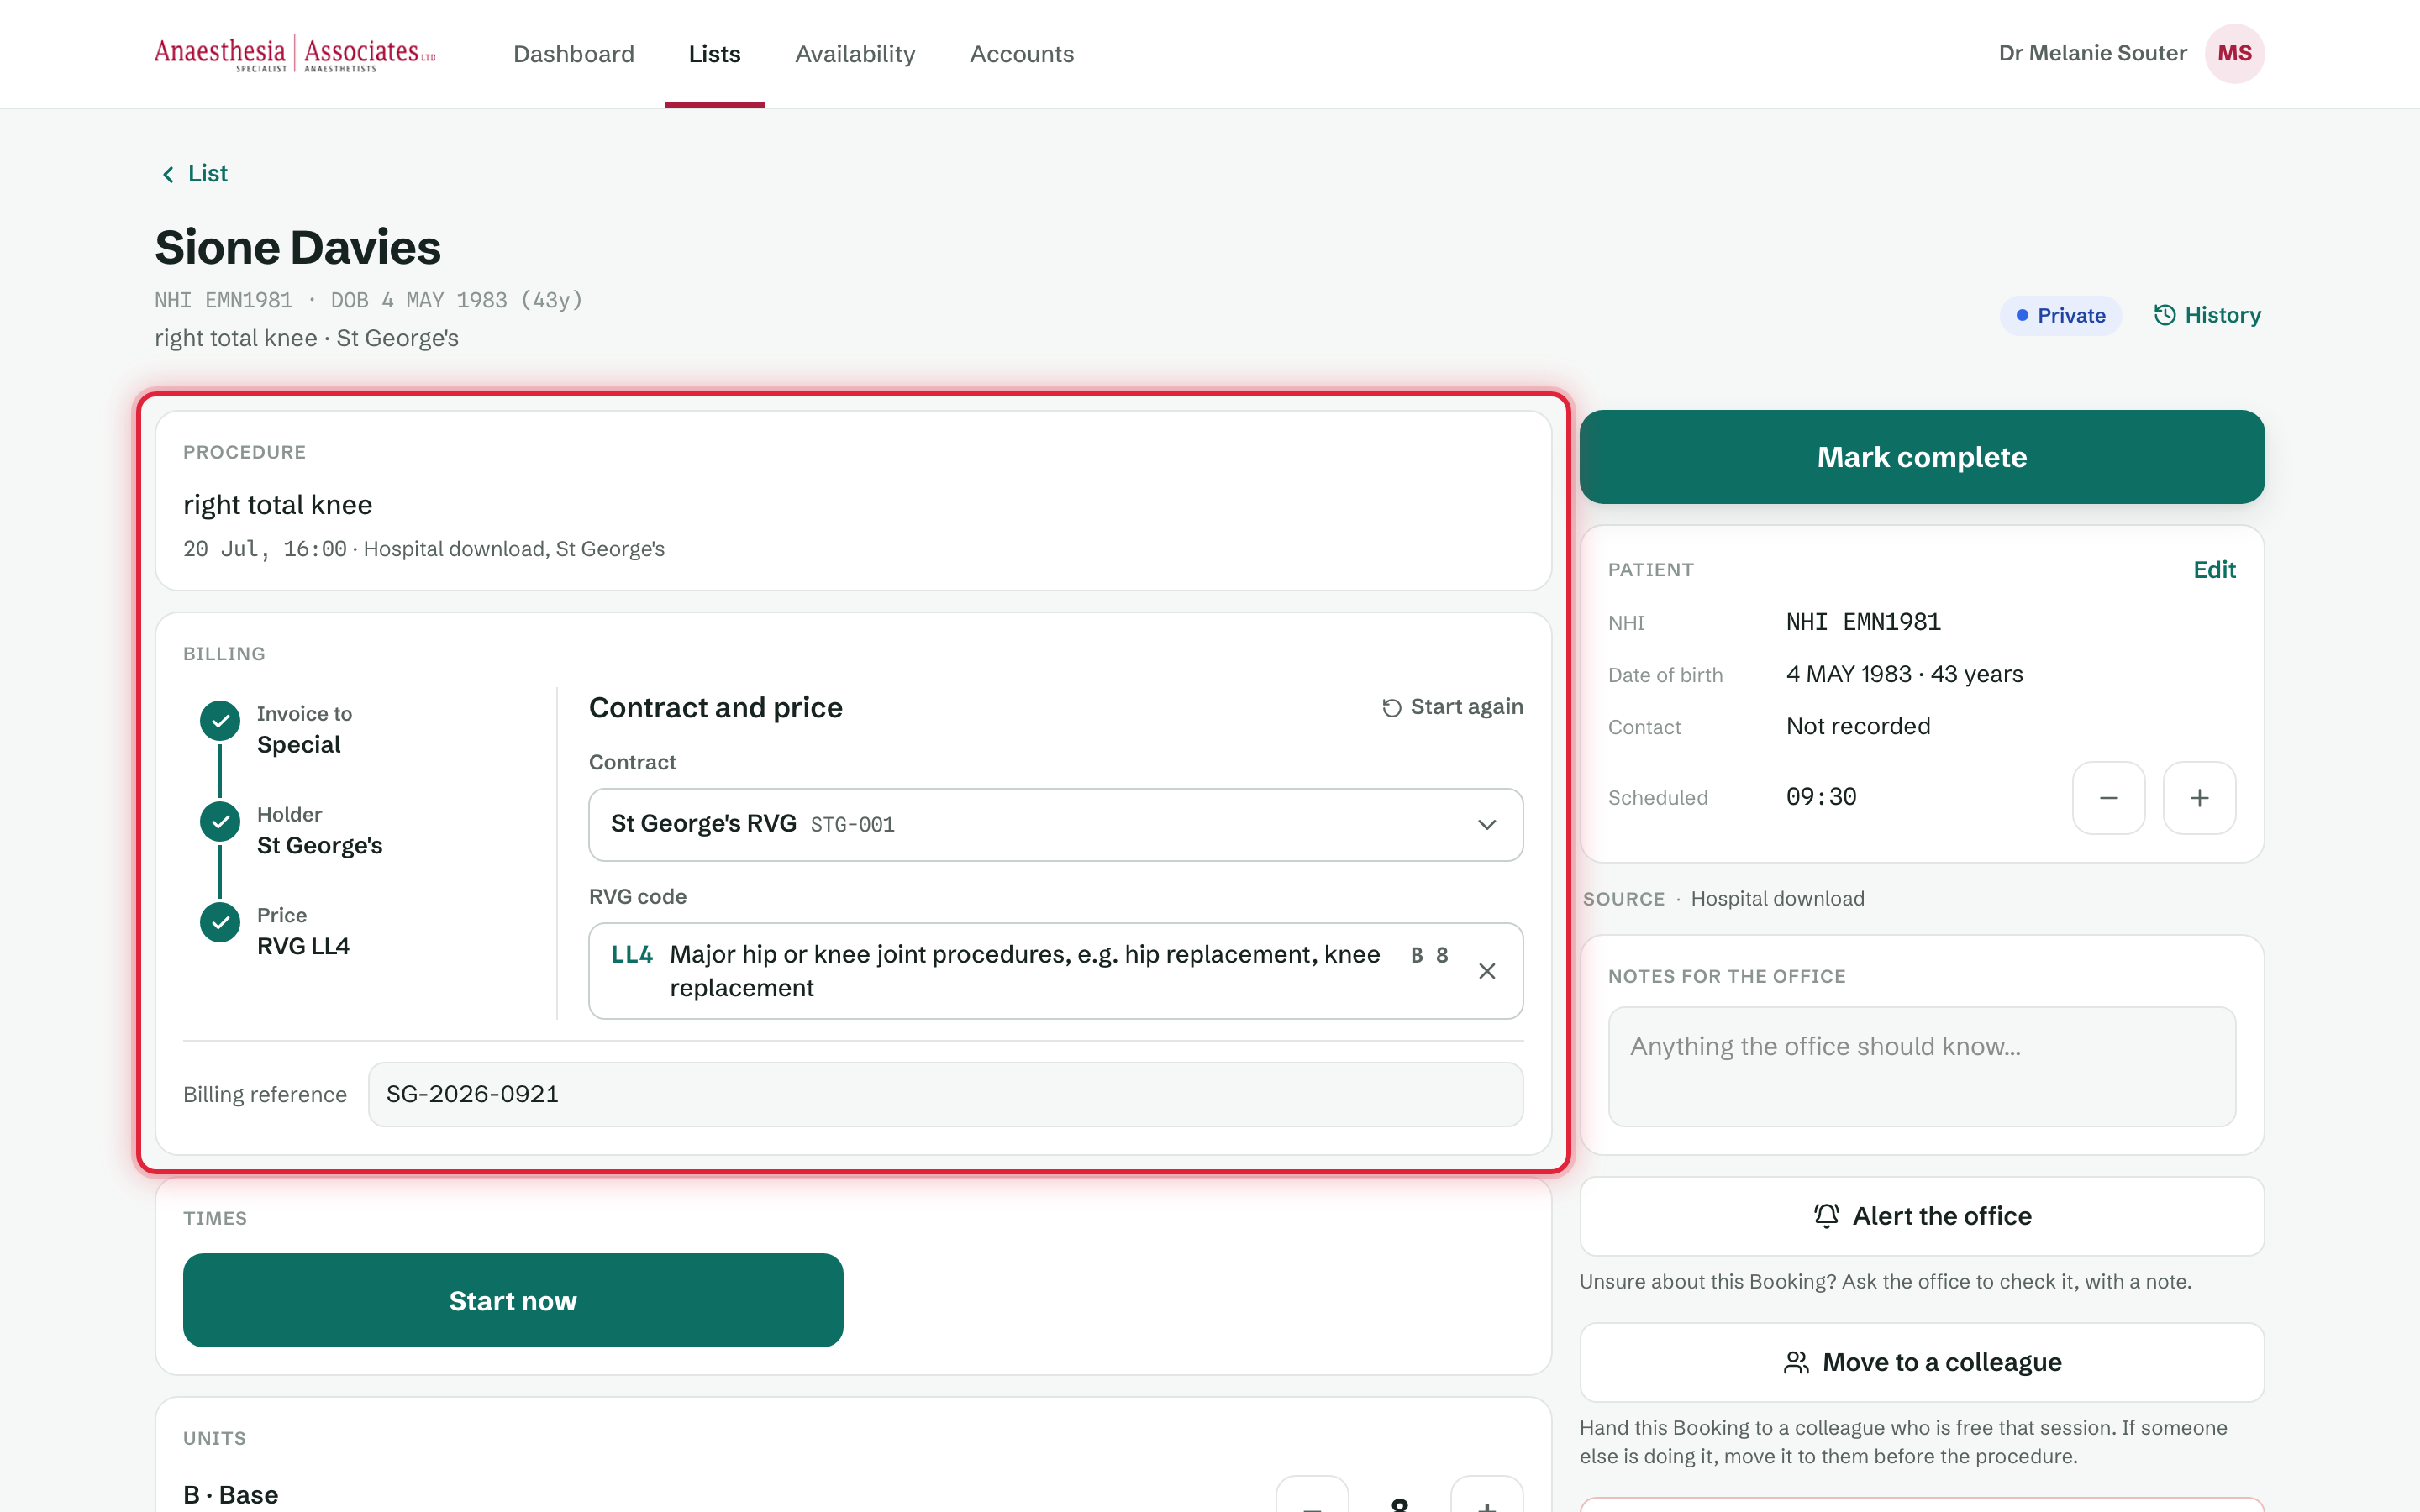 Anaesthesia Associates LTD
SPECIALIST ANAESTHETISTS
Dashboard
Lists
Availability
Accounts
Dr Melanie Souter
MS
List
Sione Davies
NHI EMN1981 · DOB 4 MAY 1983 (43y)
right total knee · St George's
Private
History
PROCEDURE
right total knee
20 Jul, 16:00 · Hospital download, St George's
BILLING
Invoice to
Special
Holder
St George's
Price
RVG LL4
Contract and price
Start again
Contract
St George's RVG STG-001
RVG code
LL4 Major hip or knee joint procedures, e.g. hip replacement, knee B 8
replacement
Billing reference
SG-2026-0921
TIMES
Start now
UNITS
B · Base
8
Mark complete
PATIENT
Edit
NHI
NHI EMN1981
Date of birth
4 MAY 1983 · 43 years
Contact
Not recorded
Scheduled
09:30
SOURCE · Hospital download
NOTES FOR THE OFFICE
Anything the office should know...
Alert the office
Unsure about this Booking? Ask the office to check it, with a note.
Move to a colleague
Hand this Booking to a colleague who is free that session. If someone
else is doing it, move it to them before the procedure.